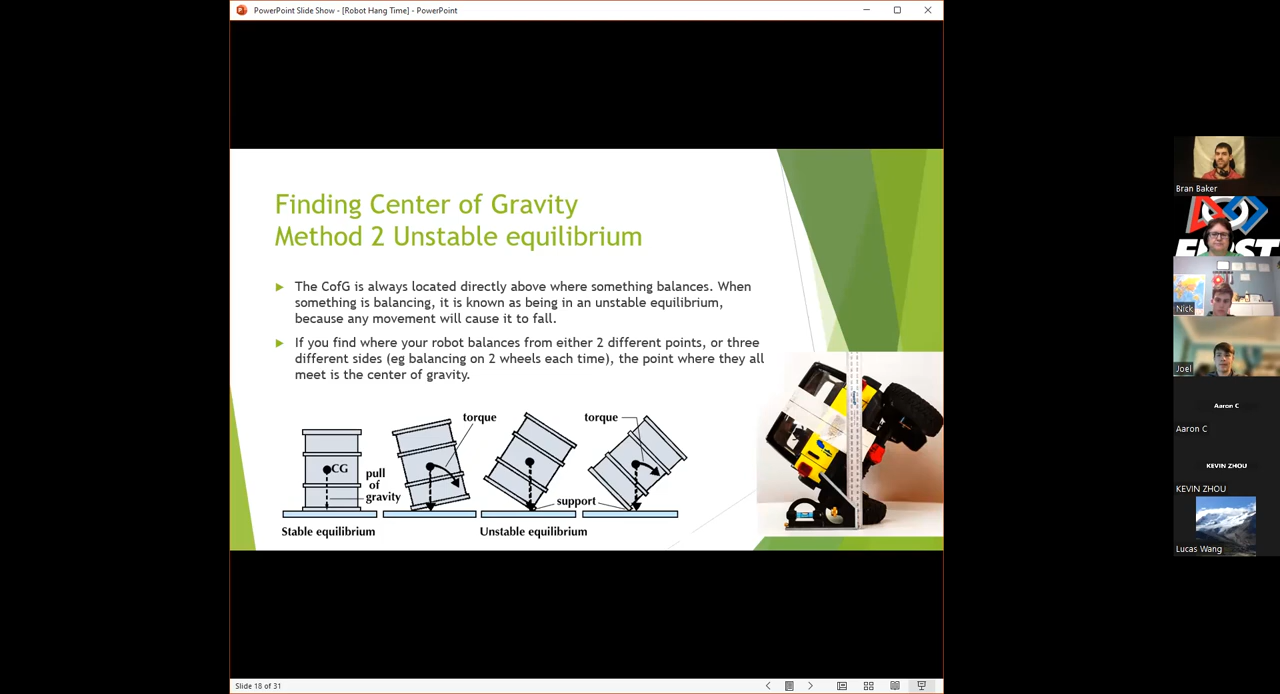 PowerPoint Slide Show - [Robot Hang Time] - PowerPoint
Finding Center of Gravity
Method 2 Unstable equilibrium
The CofG is always located directly above where something balances. When
something is balancing, it is known as being in an unstable equilibrium,
because any movement will cause it to fall.
If you find where your robot balances from either 2 different points, or three
different sides (eg balancing on 2 wheels each time), the point where they all
meet is the center of gravity.
torque
torque
CG
pull
of
gravity
support
Stable equilibrium
Unstable equilibrium
Slide 18 of 31
Bran Baker
FIRST
Nick
Joel
Aaron C
Aaron C
KEVIN ZHOU
KEVIN ZHOU
Lucas Wang